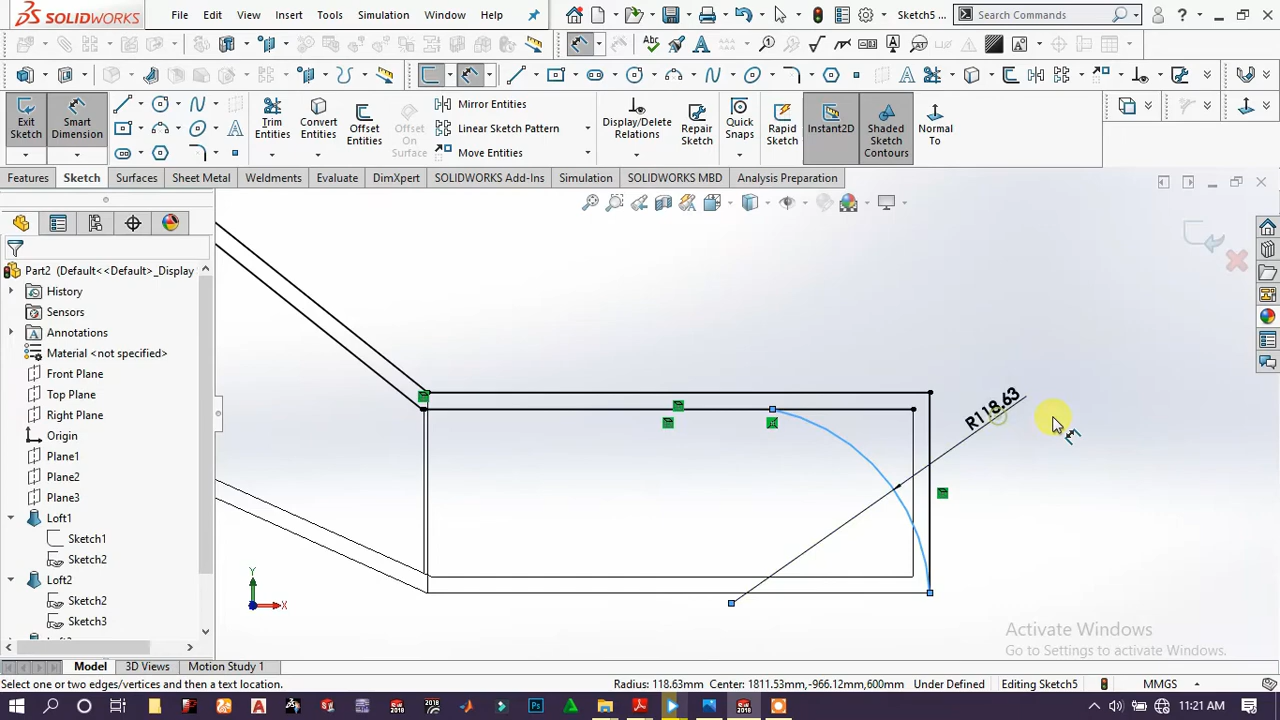 SOLIDWORKS
File Edit View Insert Tools Simulation Window Help
Sketch5 ...
Search Commands
Exit Sketch
Smart Dimension
Trim Entities
Convert Entities
Offset Entities
Offset On Surface
Mirror Entities
Linear Sketch Pattern
Move Entities
Display/Delete Relations
Repair Sketch
Quick Snaps
Rapid Sketch
Instant2D
Shaded Sketch Contours
Normal To
Features Sketch Surfaces Sheet Metal Weldments Evaluate DimXpert SOLIDWORKS Add-Ins Simulation SOLIDWORKS MBD Analysis Preparation
Part2 (Default<<Default>_Display
History
Sensors
Annotations
Material <not specified>
Front Plane
Top Plane
Right Plane
Origin
Plane1
Plane2
Plane3
Loft1
Sketch1
Sketch2
Loft2
Sketch2
Sketch3
R118.63
Y
X
Activate Windows
Go to Settings to activate Windows.
Model 3D Views Motion Study 1
Select one or two edges/vertices and then a text location.
Radius: 118.63mm Center: 1811.53mm,-966.12mm,600mm Under Defined Editing Sketch5 MMGS
11:21 AM